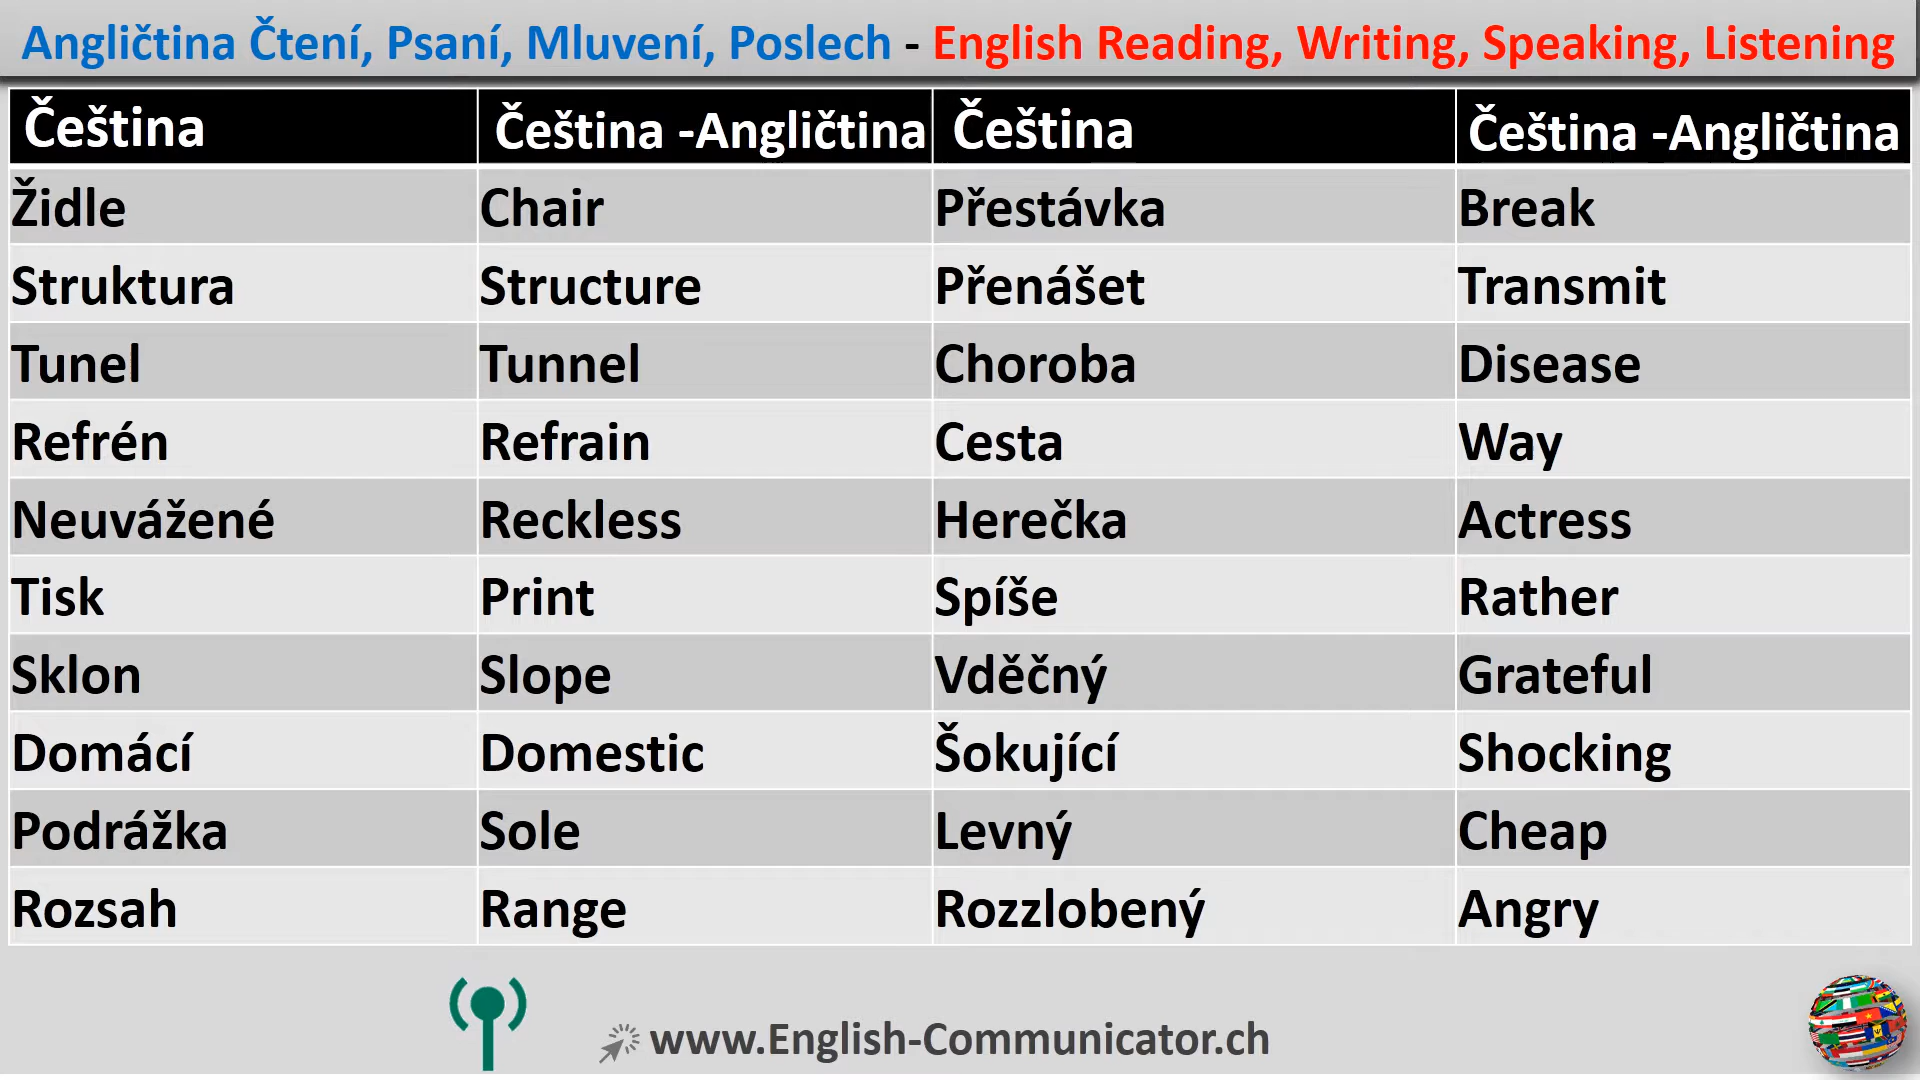 Angličtina Čtení, Psaní, Mluvení, Poslech - English Reading, Writing, Speaking, Listening
Čeština Čeština -Angličtina Čeština Čeština -Angličtina
Židle Chair Přestávka Break
Struktura Structure Přenášet Transmit
Tunel Tunnel Choroba Disease
Refrén Refrain Cesta Way
Neuvážené Reckless Herečka Actress
Tisk Print Spíše Rather
Sklon Slope Vděčný Grateful
Domácí Domestic Šokující Shocking
Podrážka Sole Levný Cheap
Rozsah Range Rozzlobený Angry
www.English-Communicator.ch